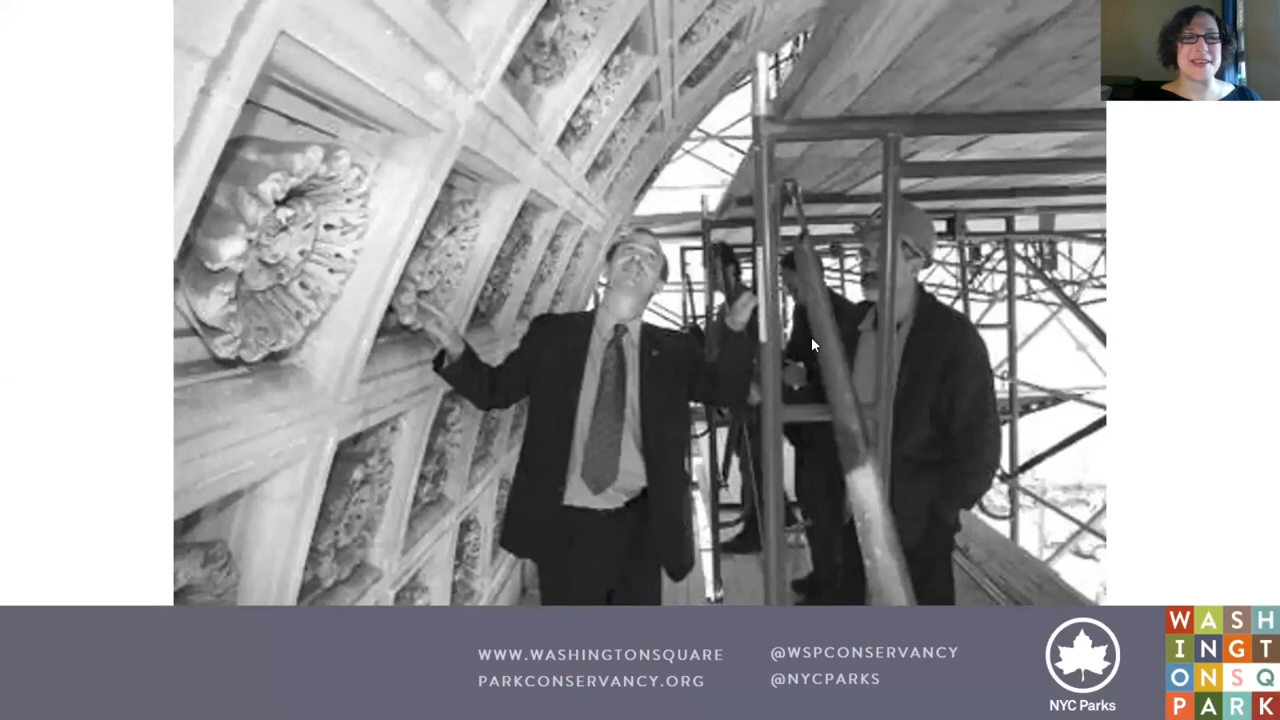 WWW.WASHINGTONSQUARE
PARKCONSERVANCY.ORG
@WSPCONSERVANCY
@NYCPARKS
NYC Parks
WASH
INGT
ONSQ
PARK